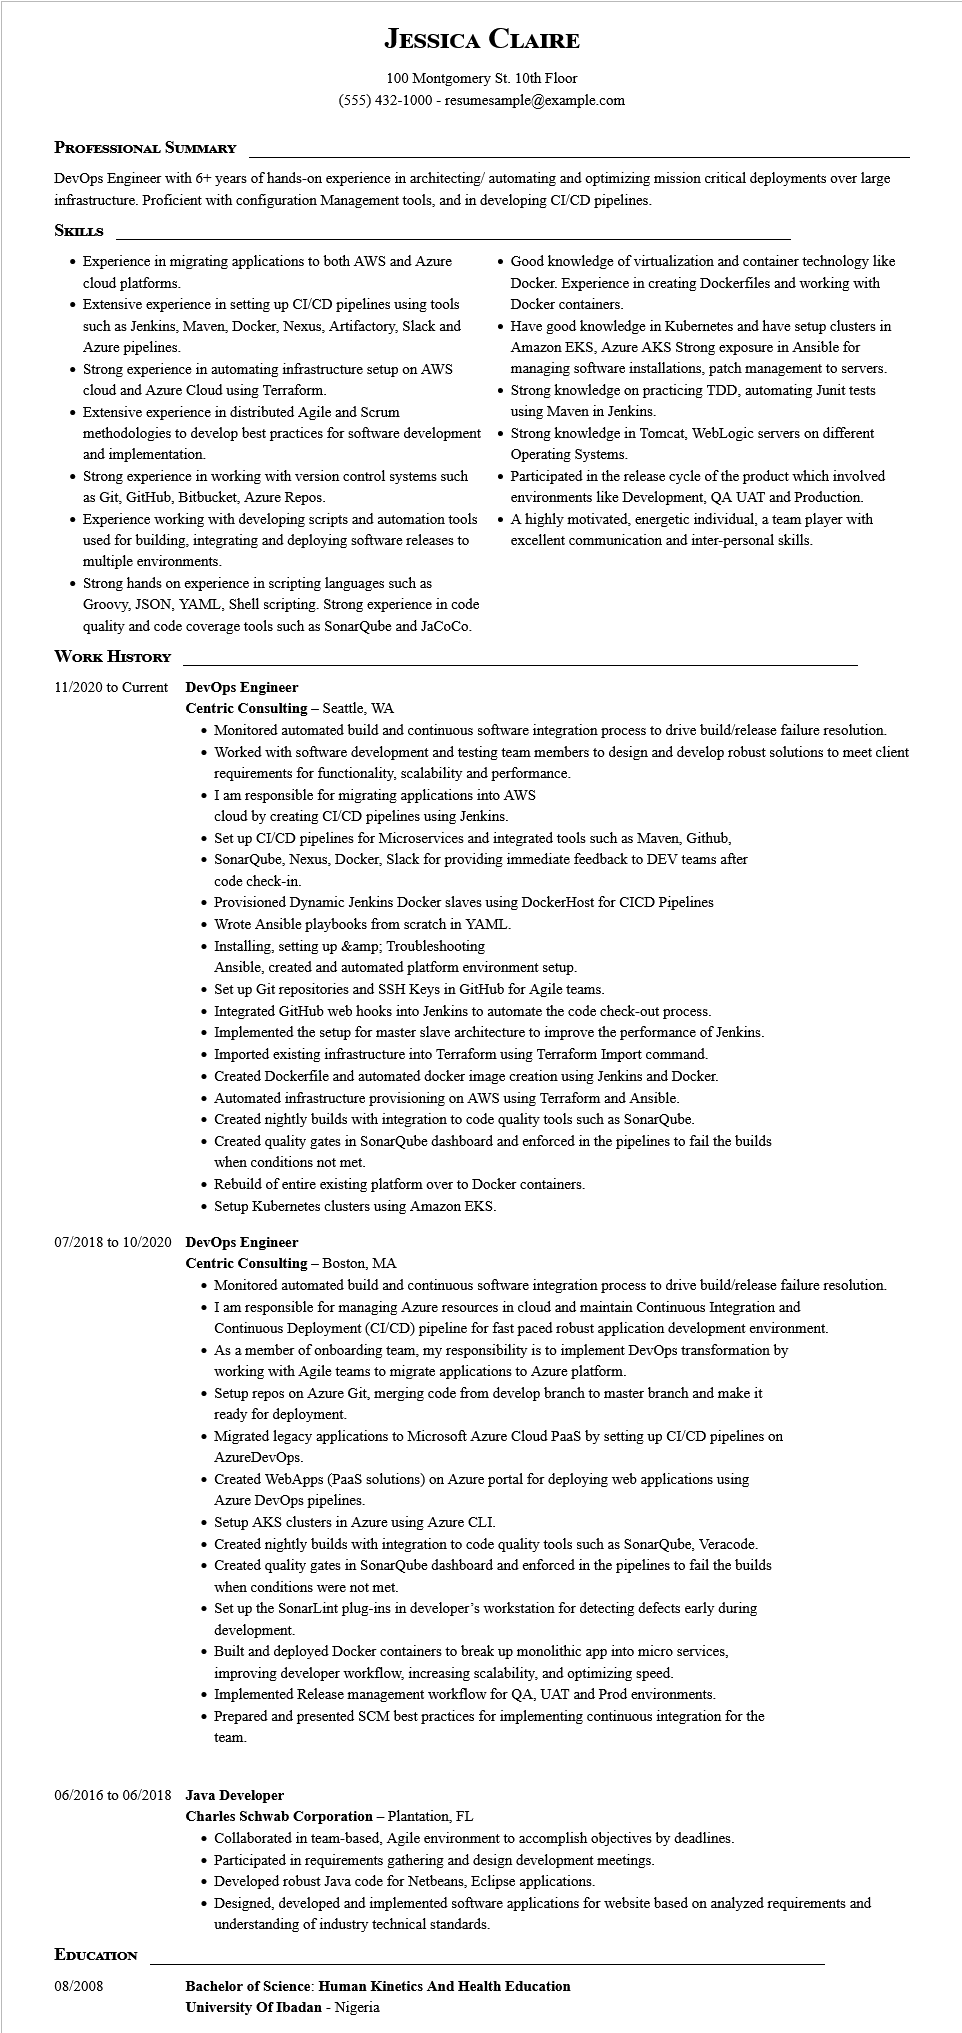 Jessica Claire
100 Montgomery St. 10th Floor
(555) 432-1000 - resumesample@example.com
Professional Summary
DevOps Engineer with 6+ years of hands-on experience in architecting/ automating and optimizing mission critical deployments over large
infrastructure. Proficient with configuration Management tools, and in developing CI/CD pipelines.
Skills
• Experience in migrating applications to both AWS and Azure
cloud platforms.
• Extensive experience in setting up CI/CD pipelines using tools
such as Jenkins, Maven, Docker, Nexus, Artifactory, Slack and
Azure pipelines.
• Strong experience in automating infrastructure setup on AWS
cloud and Azure Cloud using Terraform.
• Extensive experience in distributed Agile and Scrum
methodologies to develop best practices for software development
and implementation.
• Strong experience in working with version control systems such
as Git, GitHub, Bitbucket, Azure Repos.
• Experience working with developing scripts and automation tools
used for building, integrating and deploying software releases to
multiple environments.
• Strong hands on experience in scripting languages such as
Groovy, JSON, YAML, Shell scripting. Strong experience in code
quality and code coverage tools such as SonarQube and JaCoCo.
• Good knowledge of virtualization and container technology like
Docker. Experience in creating Dockerfiles and working with
Docker containers.
• Have good knowledge in Kubernetes and have setup clusters in
Amazon EKS, Azure AKS Strong exposure in Ansible for
managing software installations, patch management to servers.
• Strong knowledge on practicing TDD, automating Junit tests
using Maven in Jenkins.
• Strong knowledge in Tomcat, WebLogic servers on different
Operating Systems.
• Participated in the release cycle of the product which involved
environments like Development, QA UAT and Production.
• A highly motivated, energetic individual, a team player with
excellent communication and inter-personal skills.
Work History
11/2020 to Current DevOps Engineer
Centric Consulting – Seattle, WA
• Monitored automated build and continuous software integration process to drive build/release failure resolution.
• Worked with software development and testing team members to design and develop robust solutions to meet client
requirements for functionality, scalability and performance.
• I am responsible for migrating applications into AWS
cloud by creating CI/CD pipelines using Jenkins.
• Set up CI/CD pipelines for Microservices and integrated tools such as Maven, Github,
• SonarQube, Nexus, Docker, Slack for providing immediate feedback to DEV teams after
code check-in.
• Provisioned Dynamic Jenkins Docker slaves using DockerHost for CICD Pipelines
• Wrote Ansible playbooks from scratch in YAML.
• Installing, setting up &amp; Troubleshooting
Ansible, created and automated platform environment setup.
• Set up Git repositories and SSH Keys in GitHub for Agile teams.
• Integrated GitHub web hooks into Jenkins to automate the code check-out process.
• Implemented the setup for master slave architecture to improve the performance of Jenkins.
• Imported existing infrastructure into Terraform using Terraform Import command.
• Created Dockerfile and automated docker image creation using Jenkins and Docker.
• Automated infrastructure provisioning on AWS using Terraform and Ansible.
• Created nightly builds with integration to code quality tools such as SonarQube.
• Created quality gates in SonarQube dashboard and enforced in the pipelines to fail the builds
when conditions not met.
• Rebuild of entire existing platform over to Docker containers.
• Setup Kubernetes clusters using Amazon EKS.
07/2018 to 10/2020 DevOps Engineer
Centric Consulting – Boston, MA
• Monitored automated build and continuous software integration process to drive build/release failure resolution.
• I am responsible for managing Azure resources in cloud and maintain Continuous Integration and
Continuous Deployment (CI/CD) pipeline for fast paced robust application development environment.
• As a member of onboarding team, my responsibility is to implement DevOps transformation by
working with Agile teams to migrate applications to Azure platform.
• Setup repos on Azure Git, merging code from develop branch to master branch and make it
ready for deployment.
• Migrated legacy applications to Microsoft Azure Cloud PaaS by setting up CI/CD pipelines on
AzureDevOps.
• Created WebApps (PaaS solutions) on Azure portal for deploying web applications using
Azure DevOps pipelines.
• Setup AKS clusters in Azure using Azure CLI.
• Created nightly builds with integration to code quality tools such as SonarQube, Veracode.
• Created quality gates in SonarQube dashboard and enforced in the pipelines to fail the builds
when conditions were not met.
• Set up the SonarLint plug-ins in developer’s workstation for detecting defects early during
development.
• Built and deployed Docker containers to break up monolithic app into micro services,
improving developer workflow, increasing scalability, and optimizing speed.
• Implemented Release management workflow for QA, UAT and Prod environments.
• Prepared and presented SCM best practices for implementing continuous integration for the
team.
06/2016 to 06/2018 Java Developer
Charles Schwab Corporation – Plantation, FL
• Collaborated in team-based, Agile environment to accomplish objectives by deadlines.
• Participated in requirements gathering and design development meetings.
• Developed robust Java code for Netbeans, Eclipse applications.
• Designed, developed and implemented software applications for website based on analyzed requirements and
understanding of industry technical standards.
Education
08/2008 Bachelor of Science: Human Kinetics And Health Education
University Of Ibadan - Nigeria